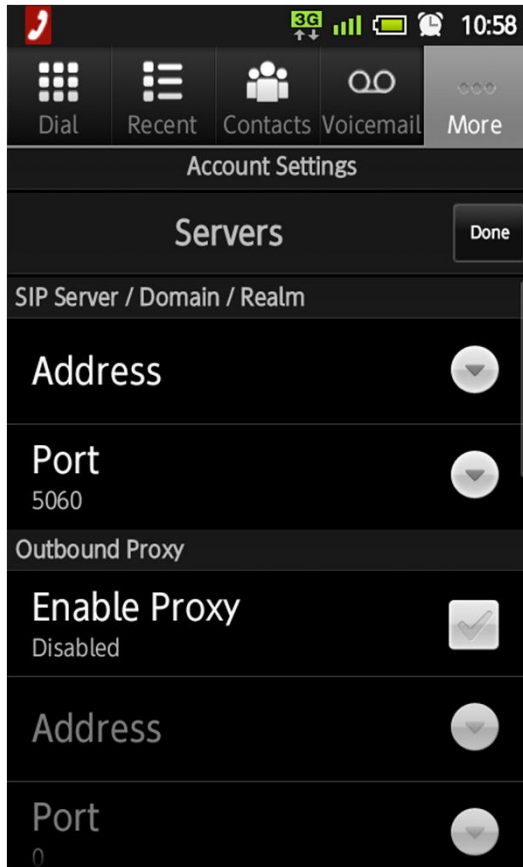 3G
10:58
Dial
Recent
Contacts
Voicemail
More
Account Settings
Servers
Done
SIP Server / Domain / Realm
Address
Port
5060
Outbound Proxy
Enable Proxy
Disabled
Address
Port
0